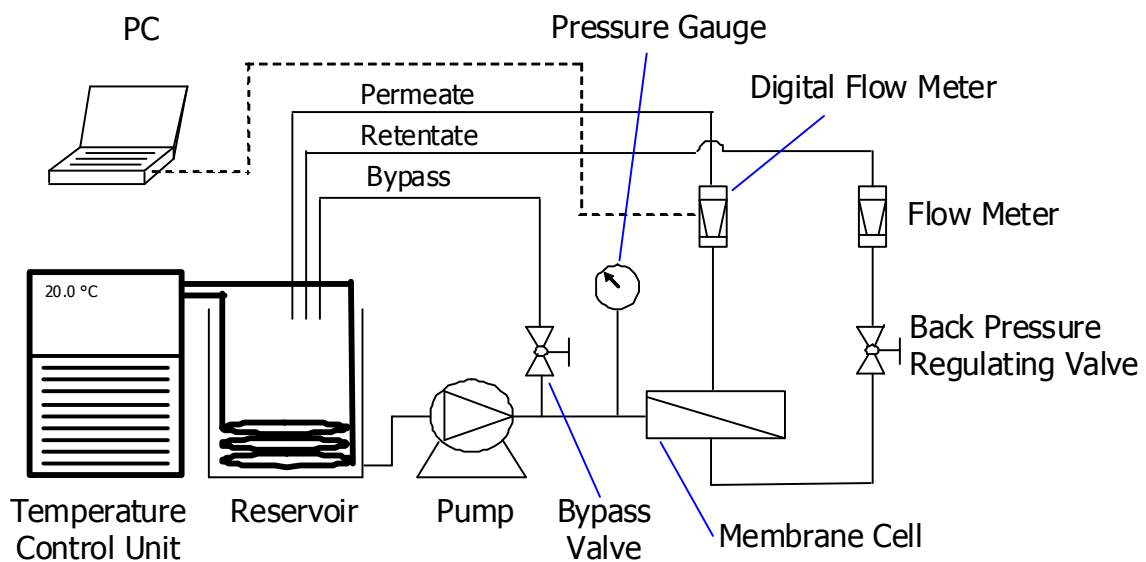 PC
Pressure Gauge
Digital Flow Meter
Permeate
Retentate
Bypass
Flow Meter
20.0 °C
Back Pressure
Regulating Valve
Temperature
Control Unit
Reservoir
Pump
Bypass
Valve
Membrane Cell